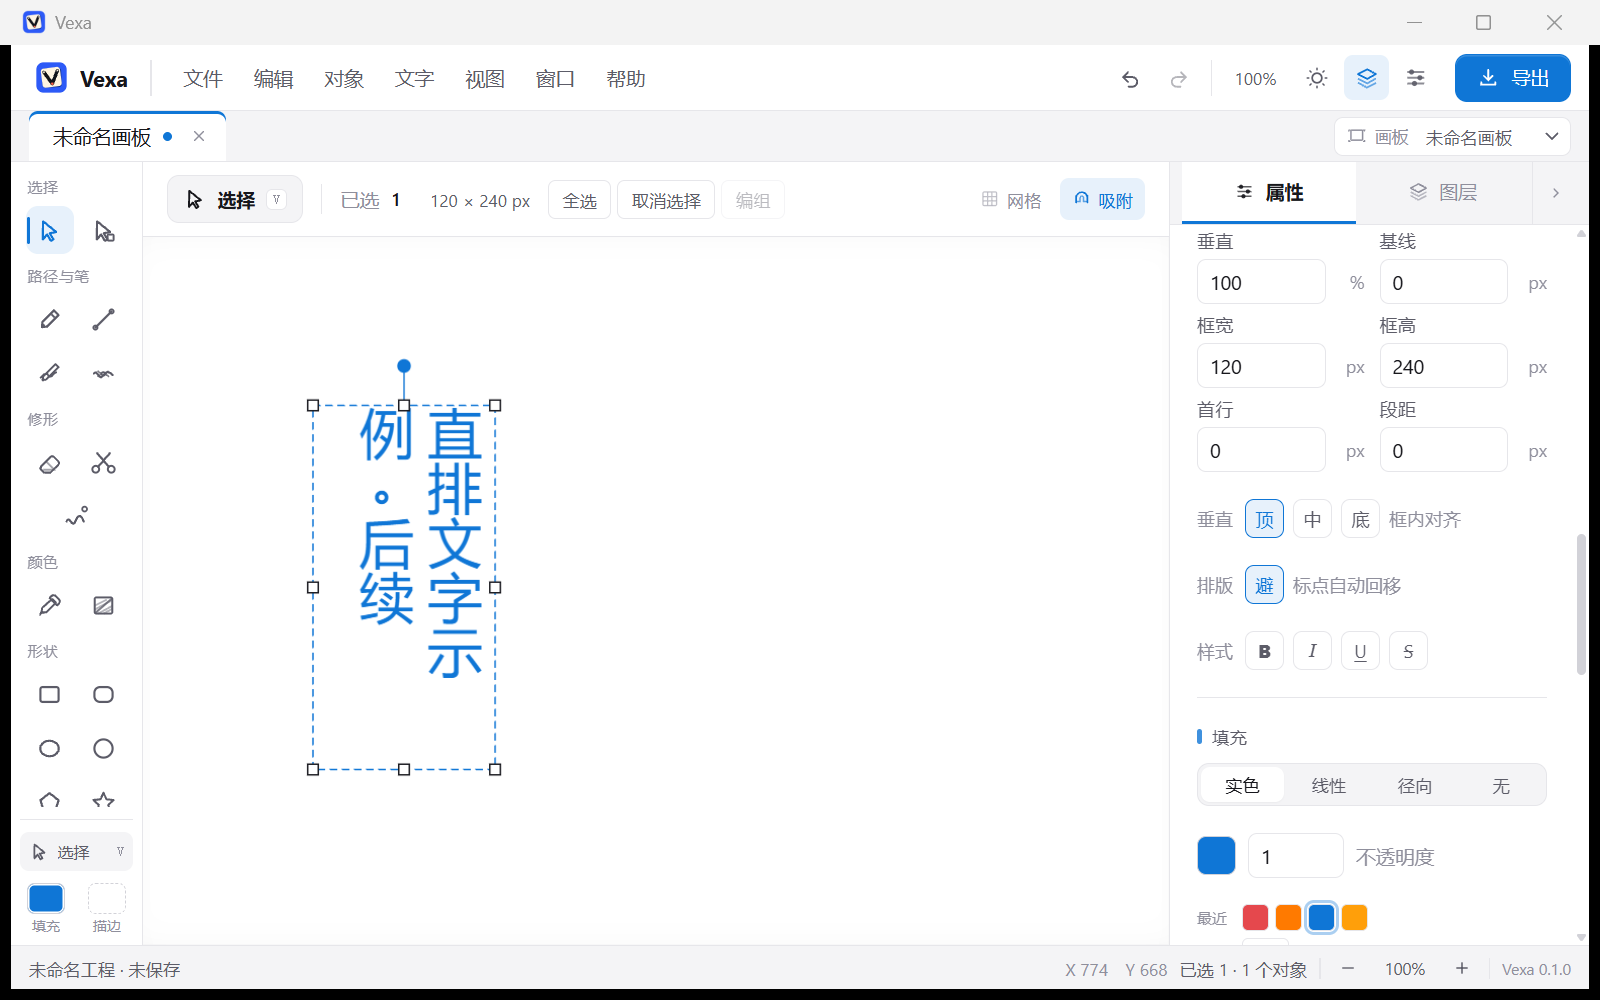 Vexa
Vexa
文件 编辑 对象 文字 视图 窗口 帮助
100%
导出
未命名画板
画板 未命名画板
选择
路径与笔
修形
颜色
形状
选择 V
填充 描边
选择 V
已选 1
120 × 240 px
全选 取消选择 编组
网格 吸附
直排文字示
例。后续
属性 图层
垂直 基线
100 % 0 px
框宽 框高
120 px 240 px
首行 段距
0 px 0 px
垂直 顶 中 底 框内对齐
排版 避 标点自动回移
样式 B I U S
填充
实色 线性 径向 无
1 不透明度
最近
未命名工程 · 未保存
X 774 Y 668 已选 1 · 1 个对象
100%
Vexa 0.1.0